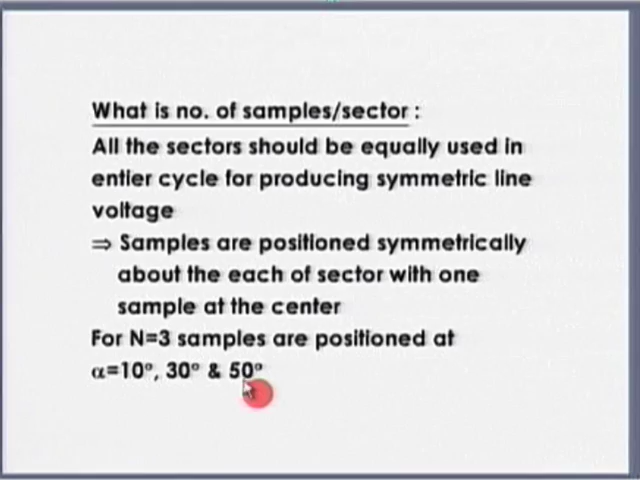 What is no. of samples/sector :
All the sectors should be equally used in
entier cycle for producing symmetric line
voltage
⇒ Samples are positioned symmetrically
about the each of sector with one
sample at the center
For N=3 samples are positioned at
α=10°, 30° & 50°